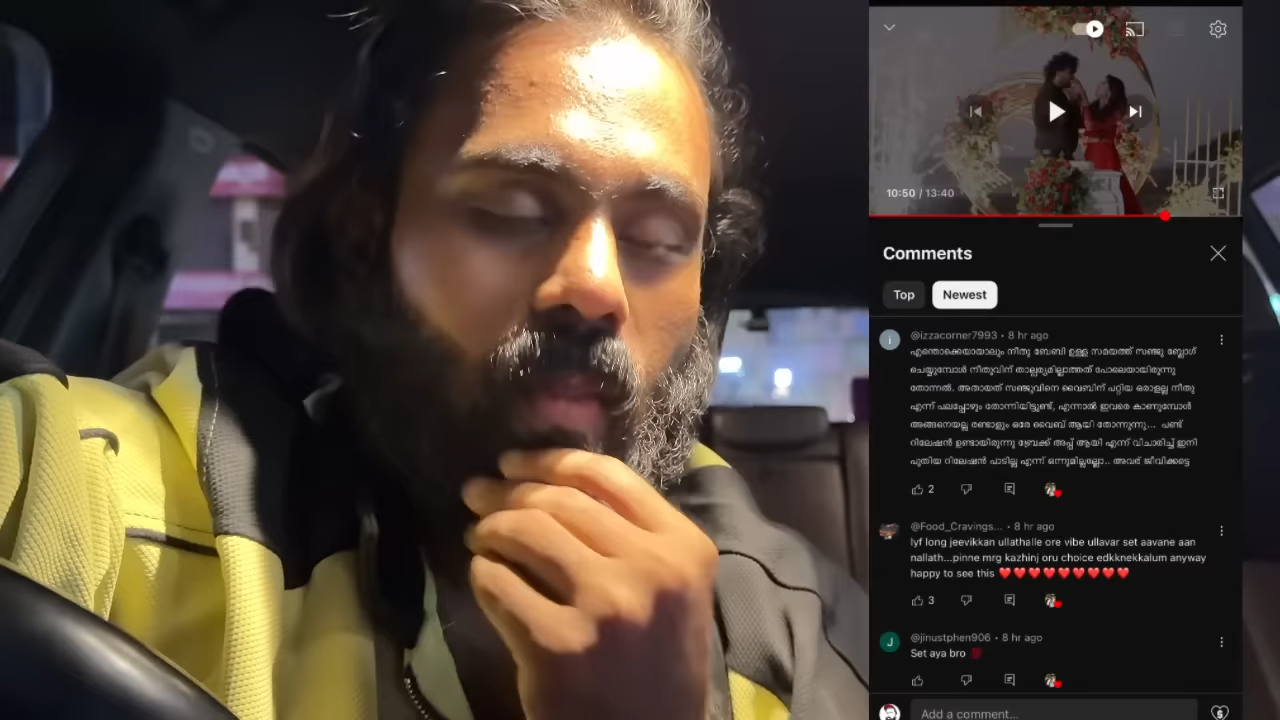 10:50 / 13:40
Comments
Top
Newest
@izzacorner7993 • 8 hr ago
എന്തൊക്കെയായാലും നീതു ബേബി ഉള്ള സമയത്ത് സഞ്ജു വ്ലോഗ്
ചെയ്യുമ്പോൾ നീതുവിന് താല്പര്യമില്ലാത്തത് പോലെയായിരുന്നു
തോന്നൽ. അതായത് സഞ്ജുവിനെ വൈബിന് പറ്റിയ ഒരാളല്ല നീതു
എന്ന് പലപ്പോഴും തോന്നിയിട്ടുണ്ട്, എന്നാൽ ഇവരെ കാണുമ്പോൾ
അങ്ങനെയല്ല രണ്ടാളും ഒരേ വൈബ് ആയി തോന്നുന്നു... പണ്ട്
റിലേഷൻ ഉണ്ടായിരുന്നു ബ്രേക്ക് അപ്പ് ആയി എന്ന് വിചാരിച്ച് ഇനി
പുതിയ റിലേഷൻ പാടില്ല എന്ന് ഒന്നുമില്ലല്ലോ.. അവര് ജീവിക്കട്ടെ
2
@Food_Cravings... • 8 hr ago
lyf long jeevikkan ullathalle ore vibe ullavar set aavane aan
nallath...pinne mrg kazhinj oru choice edkknekkalum anyway
happy to see this ❤️❤️❤️❤️❤️❤️❤️❤️❤️
3
J
@jinustphen906 • 8 hr ago
Set aya bro
Add a comment...